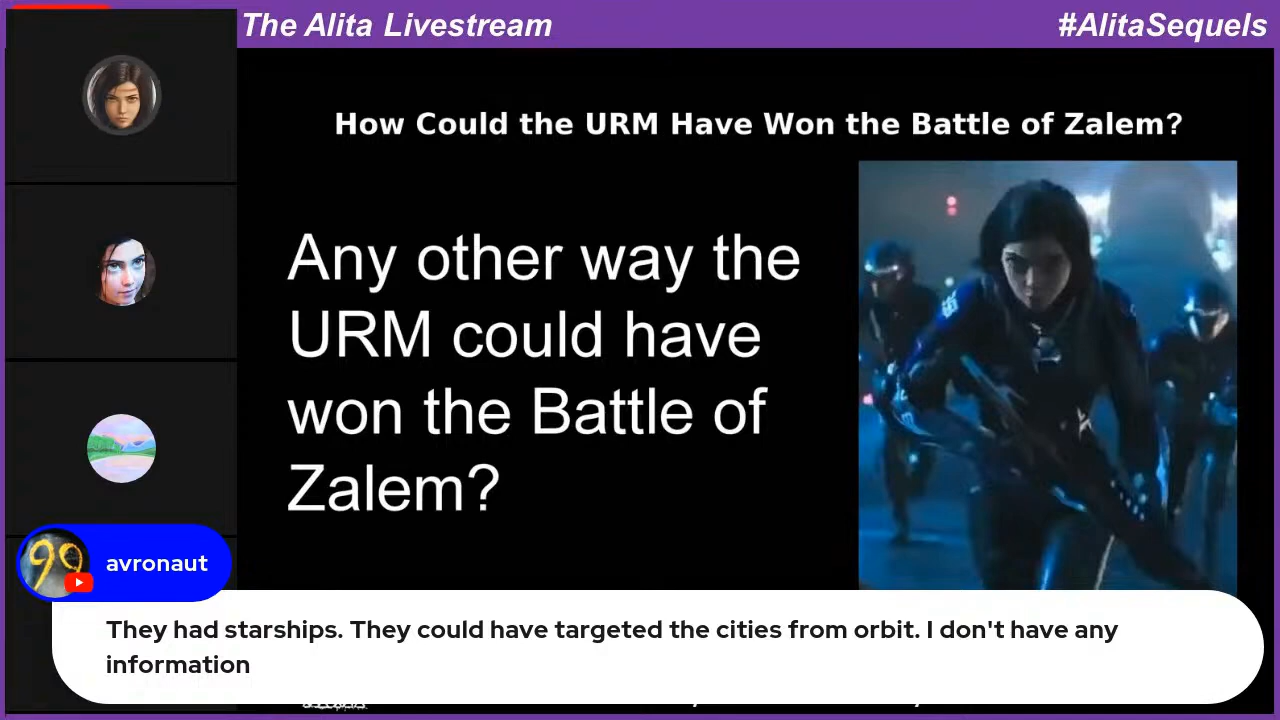 The Alita Livestream
#AlitaSequels
How Could the URM Have Won the Battle of Zalem?
Any other way the
URM could have
won the Battle of
Zalem?
99
avronaut
They had starships. They could have targeted the cities from orbit. I don't have any
information